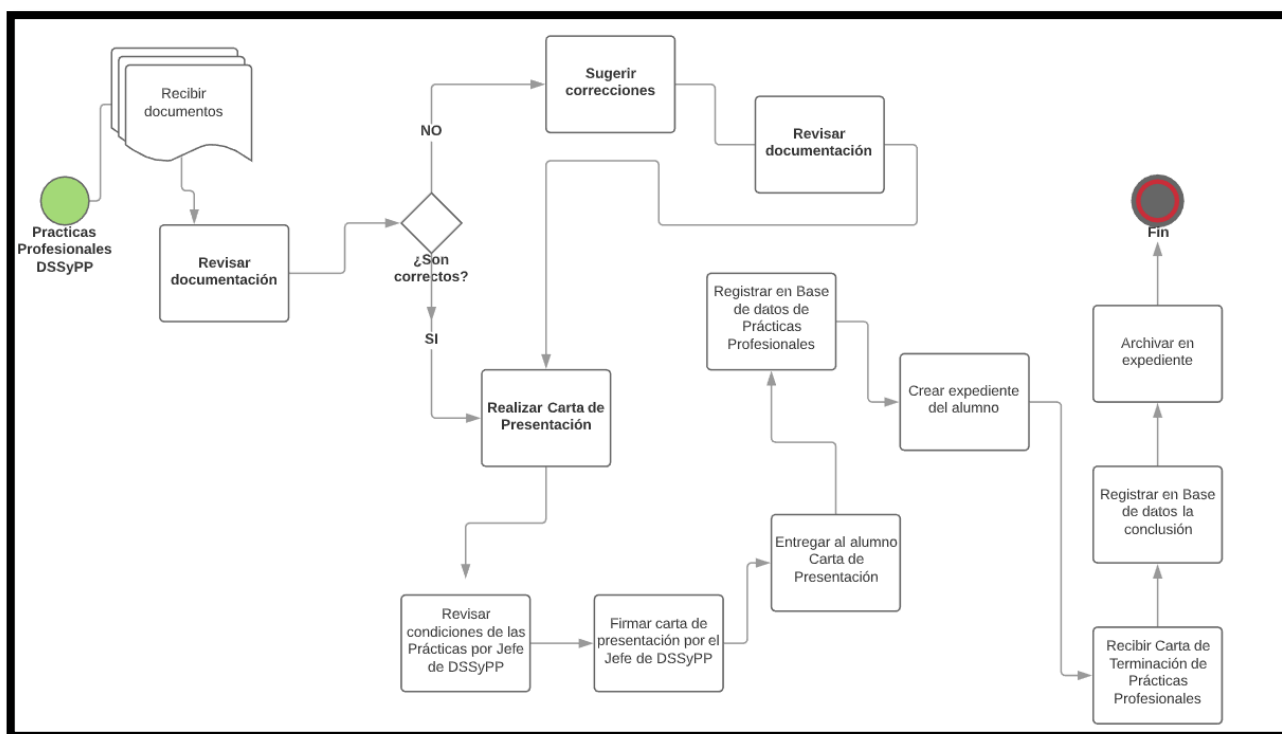 Recibir
documentos
Practicas
Profesionales
DSSyPP
Revisar
documentación
¿Son
correctos?
NO
SI
Sugerir
correcciones
Revisar
documentación
Realizar Carta de
Presentación
Revisar
condiciones de las
Prácticas por Jefe
de DSSyPP
Firmar carta de
presentación por el
Jefe de DSSyPP
Entregar al alumno
Carta de
Presentación
Registrar en Base
de datos de
Prácticas
Profesionales
Crear expediente
del alumno
Recibir Carta de
Terminación de
Prácticas
Profesionales
Registrar en Base
de datos la
conclusión
Archivar en
expediente
Fin